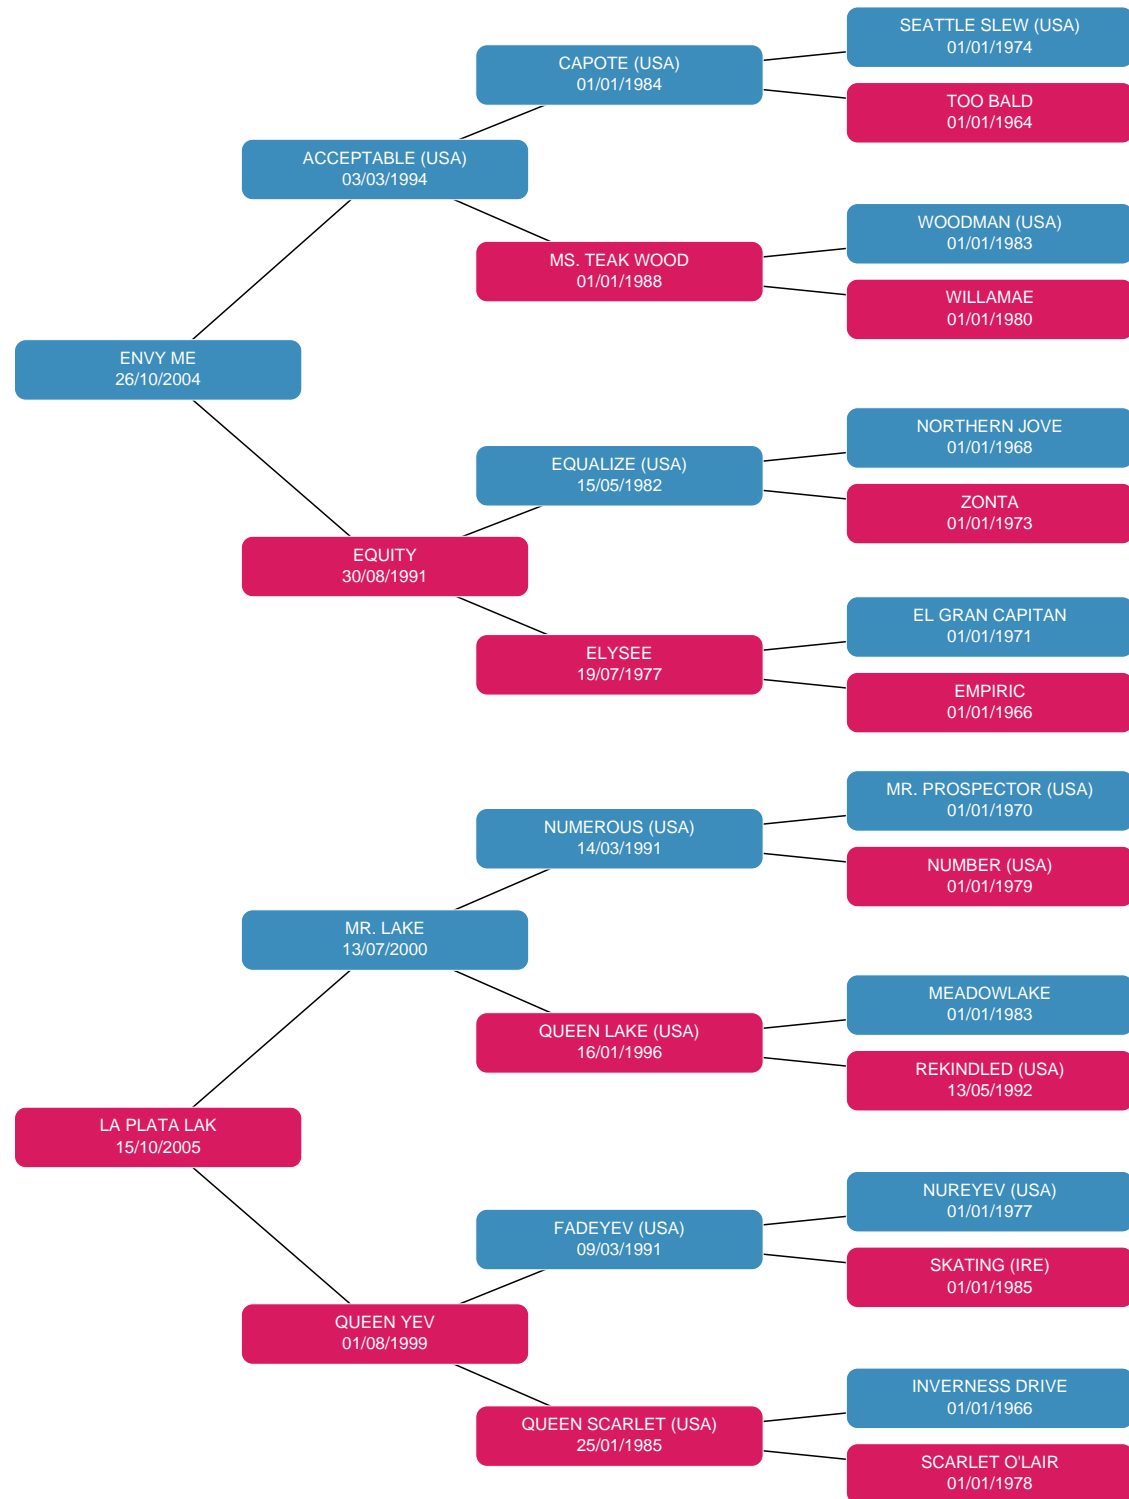 SEATTLE SLEW (USA)
01/01/1974
CAPOTE (USA)
01/01/1984
TOO BALD
01/01/1964
ACCEPTABLE (USA)
03/03/1994
WOODMAN (USA)
01/01/1983
MS. TEAK WOOD
01/01/1988
WILLAMAE
01/01/1980
ENVY ME
26/10/2004
NORTHERN JOVE
01/01/1968
EQUALIZE (USA)
15/05/1982
ZONTA
01/01/1973
EQUITY
30/08/1991
EL GRAN CAPITAN
01/01/1971
ELYSEE
19/07/1977
EMPIRIC
01/01/1966
MR. PROSPECTOR (USA)
01/01/1970
NUMEROUS (USA)
14/03/1991
NUMBER (USA)
01/01/1979
MR. LAKE
13/07/2000
MEADOWLAKE
01/01/1983
QUEEN LAKE (USA)
16/01/1996
REKINDLED (USA)
13/05/1992
LA PLATA LAK
15/10/2005
NUREYEV (USA)
01/01/1977
FADEYEV (USA)
09/03/1991
SKATING (IRE)
01/01/1985
QUEEN YEV
01/08/1999
INVERNESS DRIVE
01/01/1966
QUEEN SCARLET (USA)
25/01/1985
SCARLET O'LAIR
01/01/1978